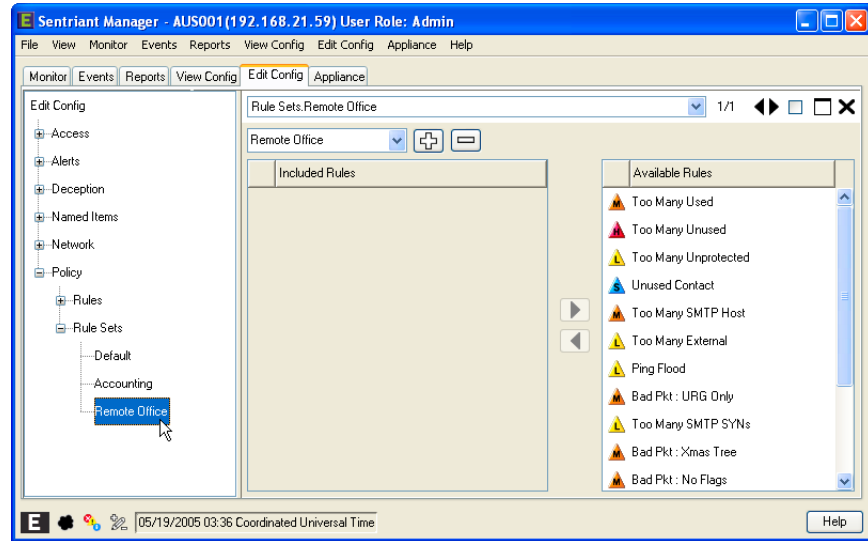 E Sentriant Manager - AUS001(192.168.21.59) User Role: Admin
File View Monitor Events Reports View Config Edit Config Appliance Help
Monitor Events Reports View Config Edit Config Appliance
Edit Config
Access
Alerts
Deception
Named Items
Network
Policy
Rules
Rule Sets
Default
Accounting
Remote Office
Rule Sets.Remote Office 1/1
Remote Office
Included Rules
Available Rules
M Too Many Used
H Too Many Unused
L Too Many Unprotected
S Unused Contact
M Too Many SMTP Host
L Too Many External
L Ping Flood
M Bad Pkt : URG Only
L Too Many SMTP SYNs
M Bad Pkt : Xmas Tree
M Bad Pkt : No Flags
E 05/19/2005 03:36 Coordinated Universal Time Help